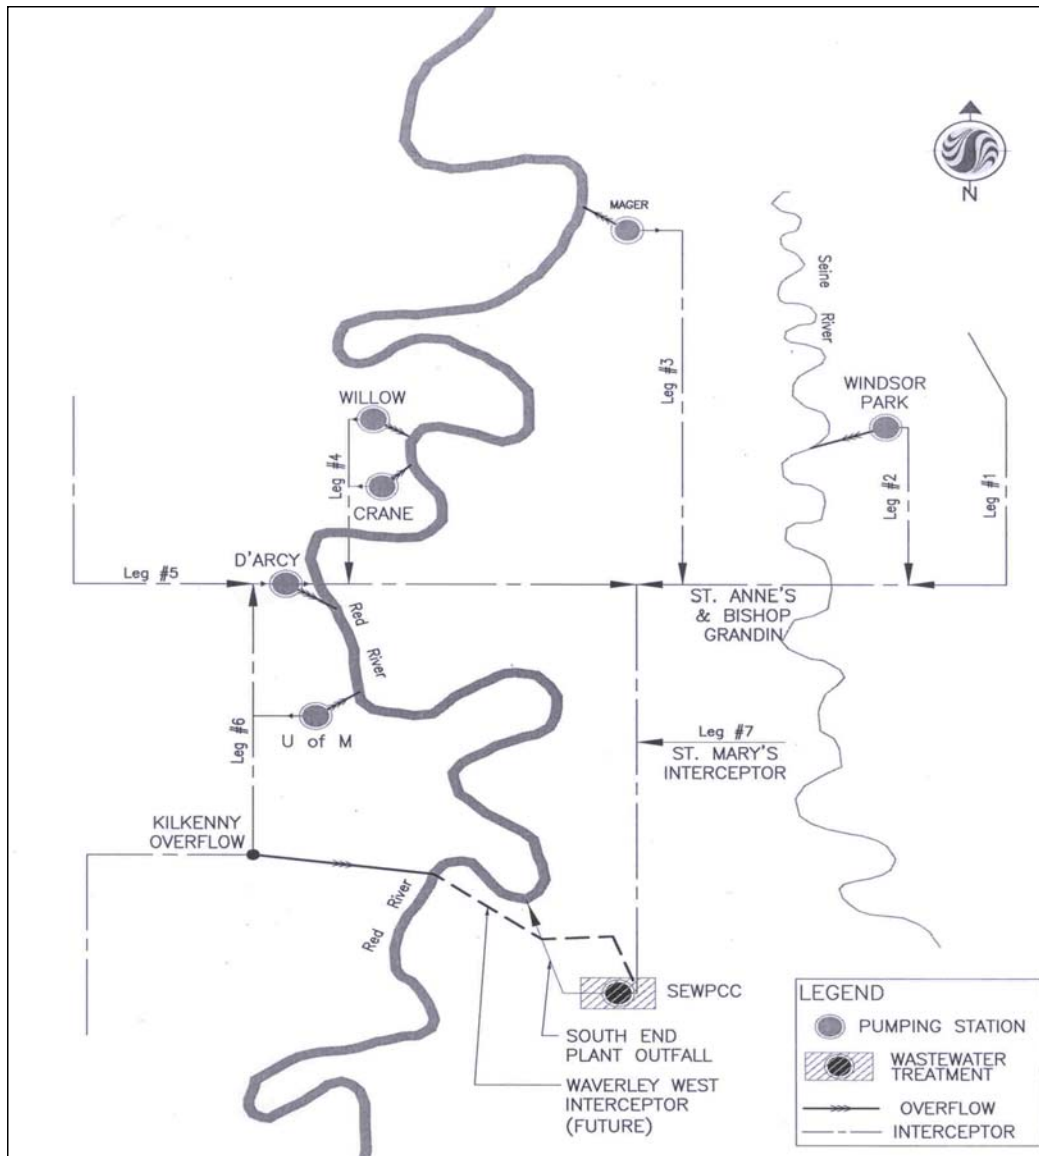 N
MAGER
Seine
River
Leg #3
WINDSOR
PARK
WILLOW
Leg #4
Leg #2
Leg #1
CRANE
D'ARCY
Leg #5
ST. ANNE'S
& BISHOP
GRANDIN
Red
River
Leg #6
U of M
Leg #7
ST. MARY'S
INTERCEPTOR
KILKENNY
OVERFLOW
Red
River
SEWPCC
SOUTH END
PLANT OUTFALL
WAVERLEY WEST
INTERCEPTOR
(FUTURE)
LEGEND
PUMPING STATION
WASTEWATER
TREATMENT
OVERFLOW
INTERCEPTOR